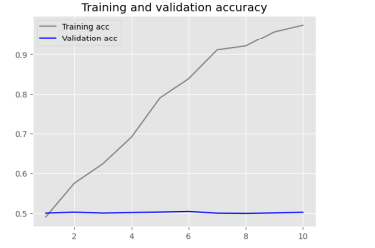 Training and validation accuracy
Training acc
Validation acc
0.9
0.8
0.7
0.6
0.5
2 4 6 8 10